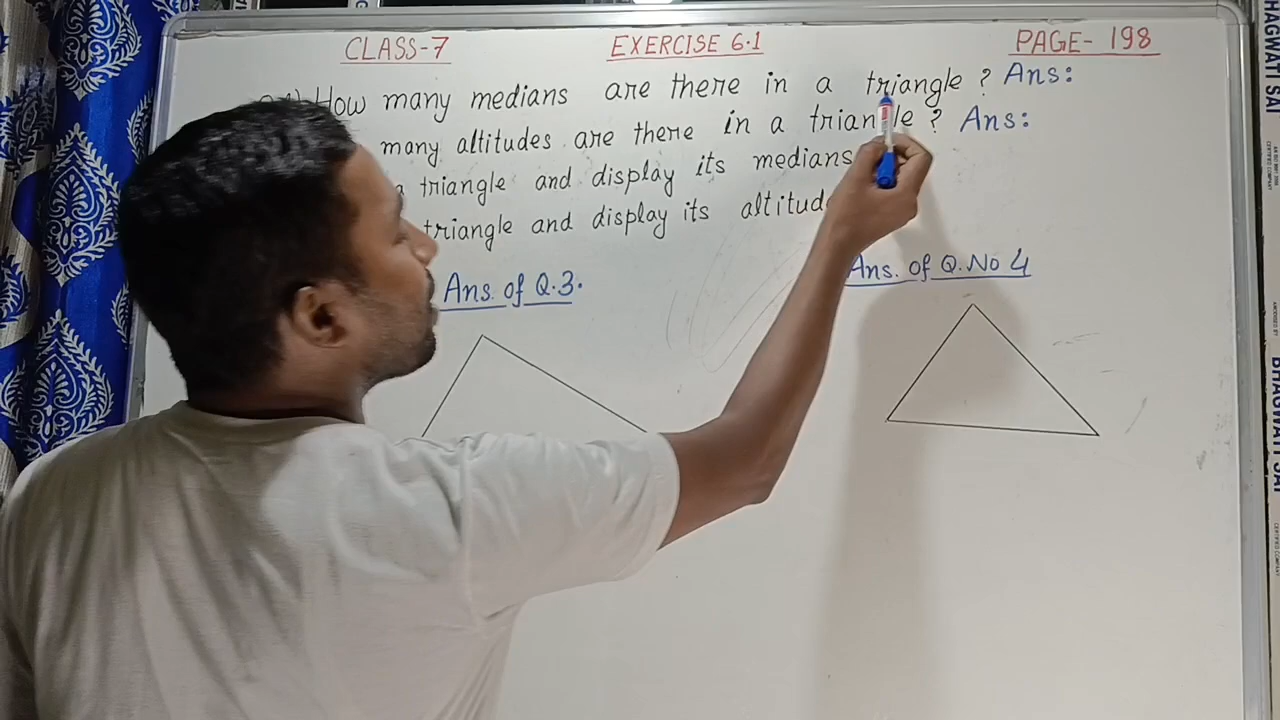 CLASS-7
EXERCISE 6.1
PAGE- 198
How many medians are there in a triangle? Ans:
many altitudes are there in a triangle? Ans:
a triangle and display its medians
triangle and display its
Ans. of Q.3.
Ans. of Q.No 4
BHAGWATI SAI